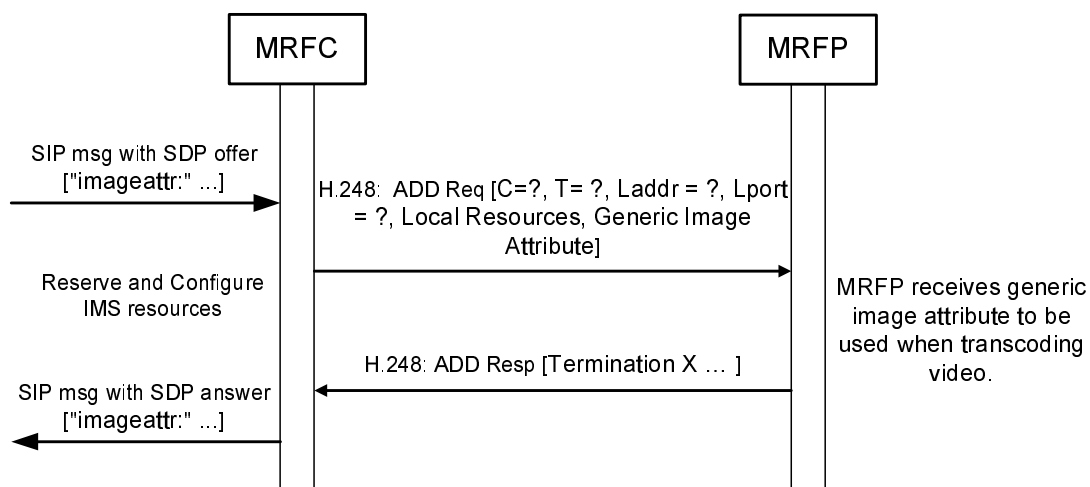 MRFC
MRFP
SIP msg with SDP offer
["imageattr:" ...]
H.248: ADD Req [C=?, T= ?, Laddr = ?, Lport
= ?, Local Resources, Generic Image
Attribute]
Reserve and Configure
IMS resources
MRFP receives generic
image attribute to be
used when transcoding
video.
H.248: ADD Resp [Termination X … ]
SIP msg with SDP answer
["imageattr:" ...]